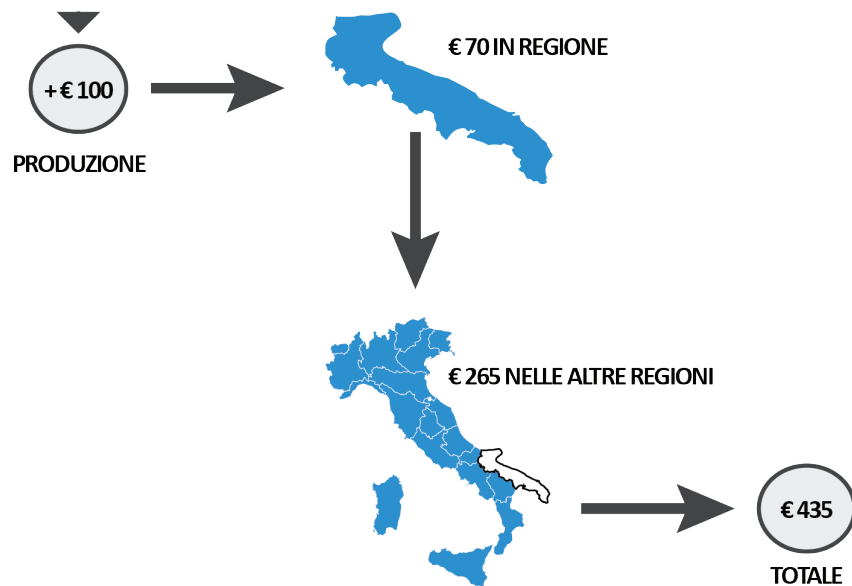 € 70 IN REGIONE
+ € 100
PRODUZIONE
€ 265 NELLE ALTRE REGIONI
€ 435
TOTALE